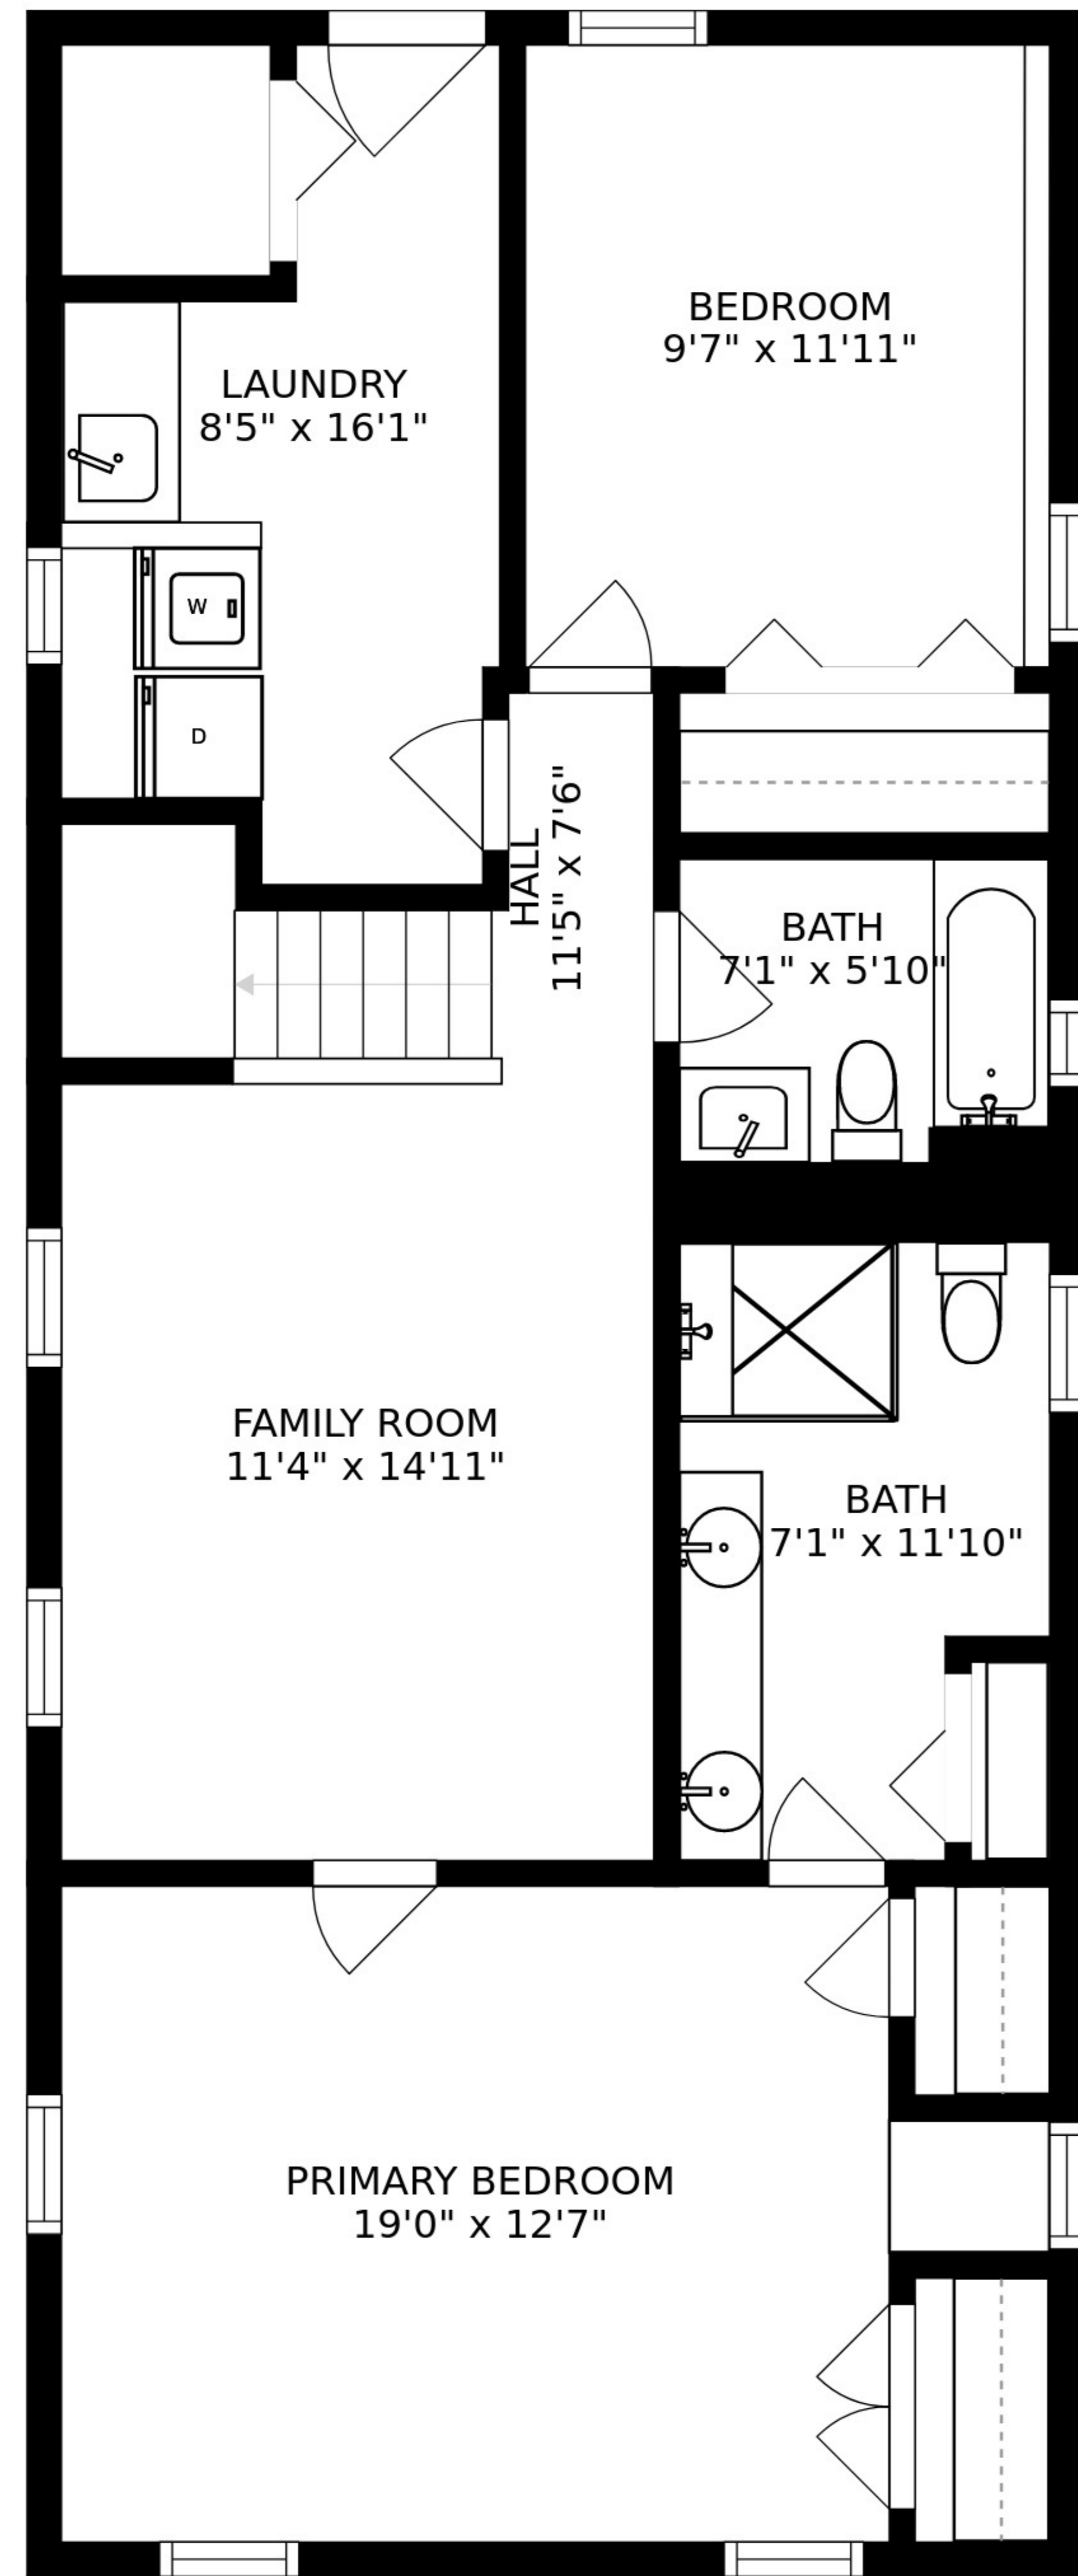 BEDROOM
9'7" x 11'11"
LAUNDRY
8'5" x 16'1"
W
D
HALL
11'5" x 7'6"
BATH
7'1" x 5'10"
FAMILY ROOM
11'4" x 14'11"
BATH
7'1" x 11'10"
PRIMARY BEDROOM
19'0" x 12'7"